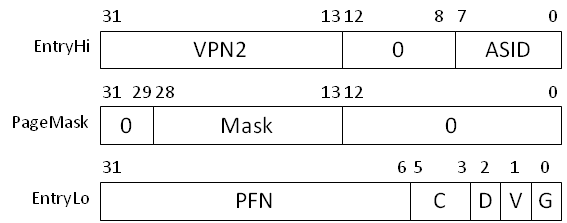 31 13 12 8 7 0
EntryHi VPN2 0 ASID
31 29 28 13 12 0
PageMask 0 Mask 0
31 6 5 3 2 1 0
EntryLo PFN C D V G